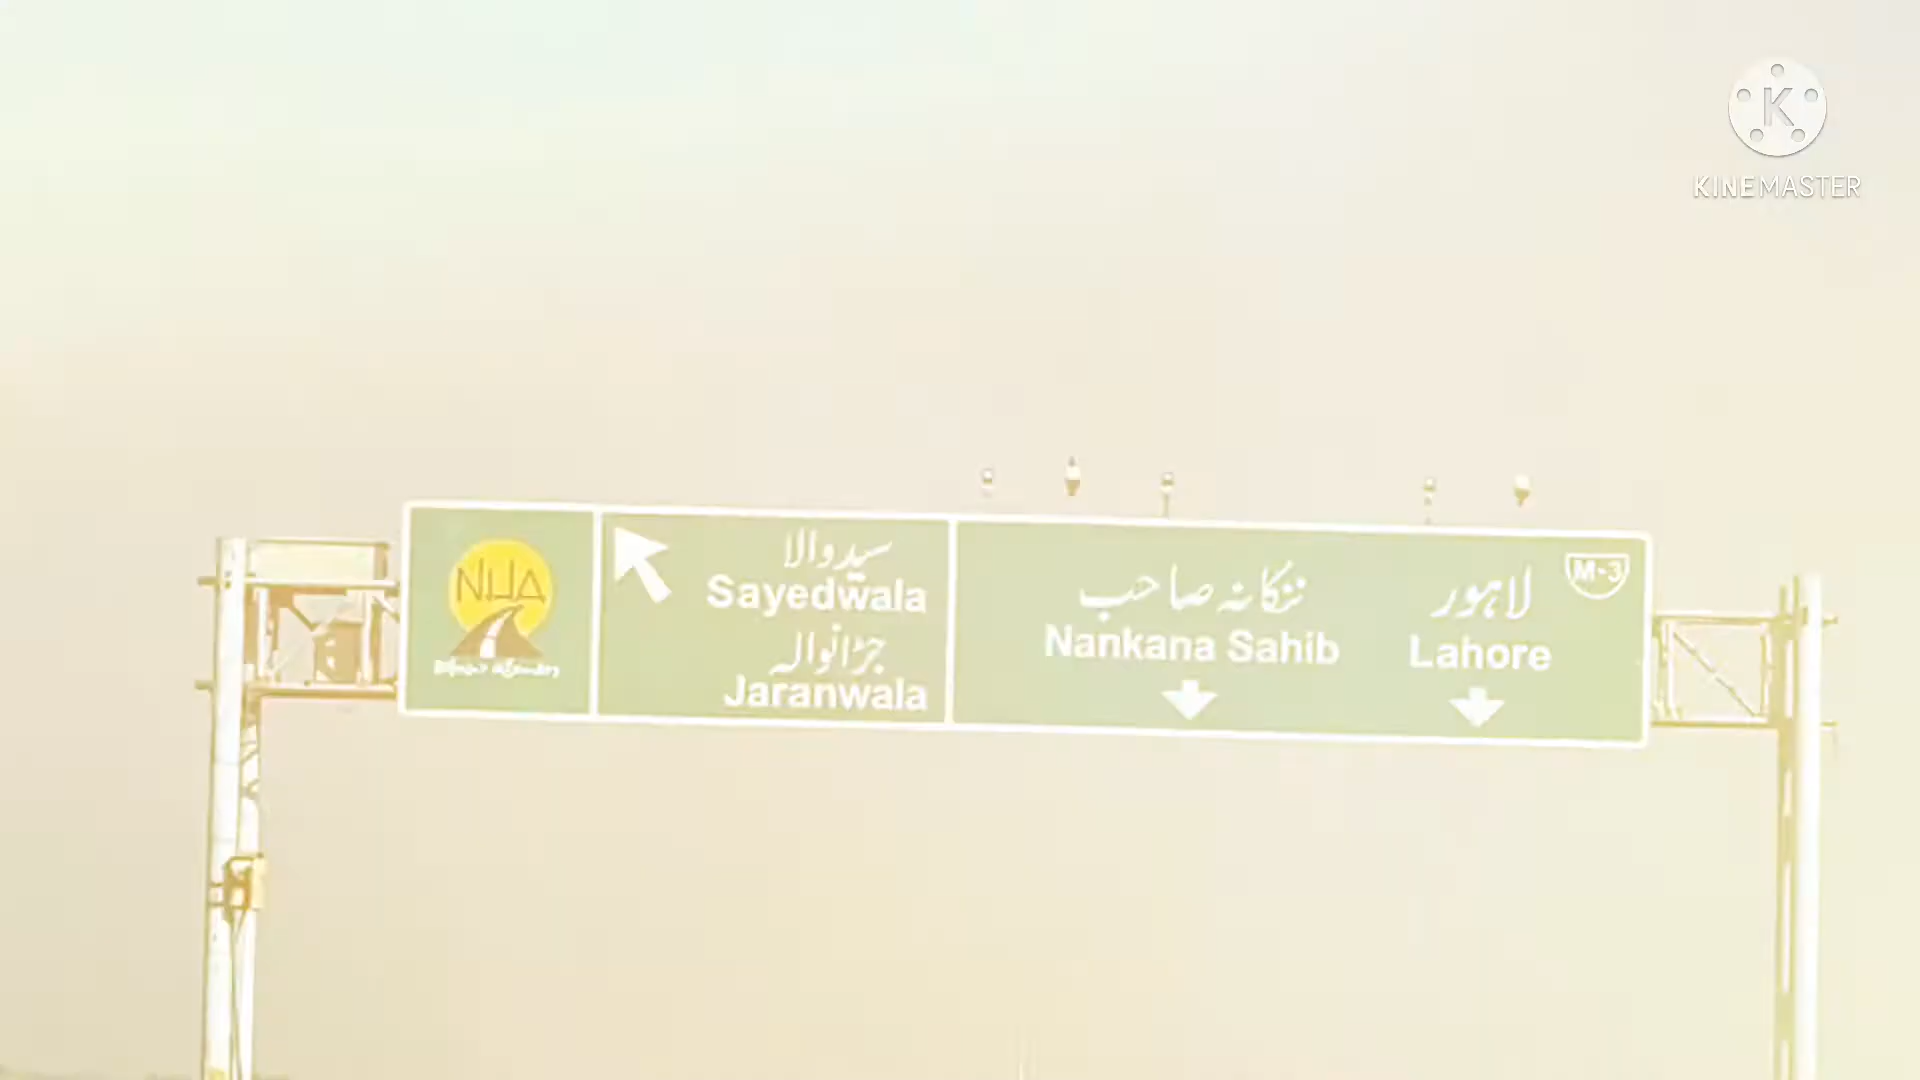 K
KINEMASTER
NHA
سیدوالا
Sayedwala
جڑانوالہ
Jaranwala
ننکانہ صاحب
Nankana Sahib
لاہور
Lahore
M-3